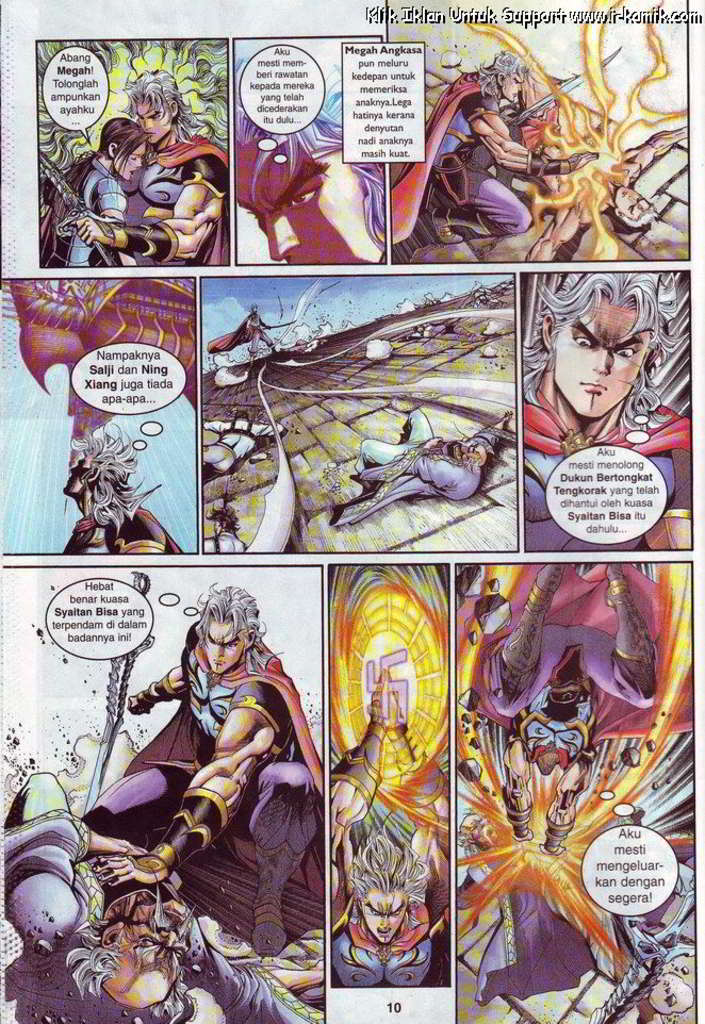 Klik Iklan Untuk Support www.r-komik.com
Abang
Megah!
Tolonglah
ampunkan
ayahku
...
Aku
mesti mem-
beri rawatan
kepada mereka
yang telah
dicederakan
itu dulu...
Megah Angkasa
pun meluru
kedepan untuk
memeriksa
anaknya.Lega
hatinya kerana
denyutan
nadi anaknya
masih kuat.
Nampaknya
Salji dan Ning
Xiang juga tiada
apa-apa...
Aku
mesti menolong
Dukun Bertongkat
Tengkorak yang telah
dihantui oleh kuasa
Syaitan Bisa itu
dahulu...
Hebat
benar kuasa
Syaitan Bisa yang
terpendam di dalam
badannya ini!
Aku
mesti
mengeluar-
kan dengan
segera!
10